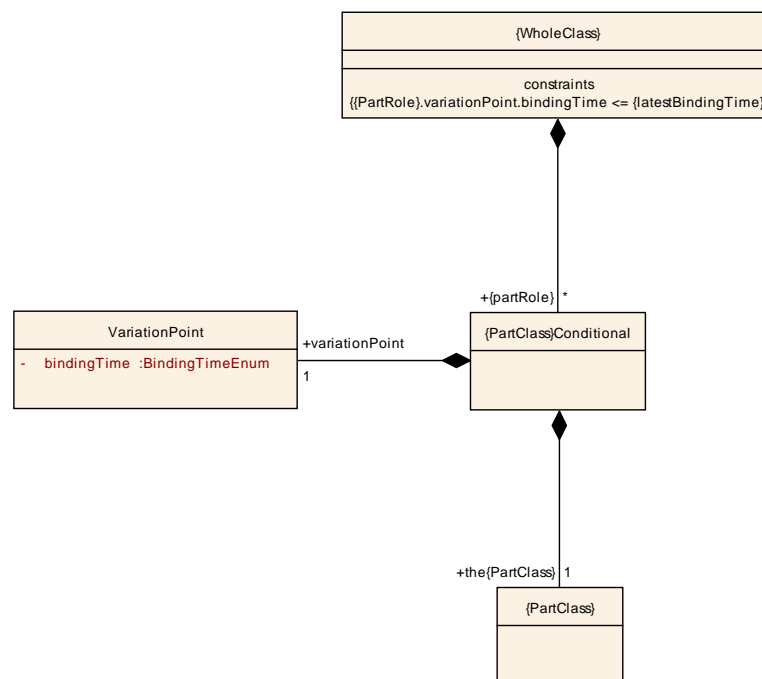 {WholeClass}
constraints
{{PartRole}.variationPoint.bindingTime <= {latestBindingTime}
+{partRole} *
VariationPoint
- bindingTime :BindingTimeEnum
+variationPoint
1
{PartClass}Conditional
+the{PartClass} 1
{PartClass}